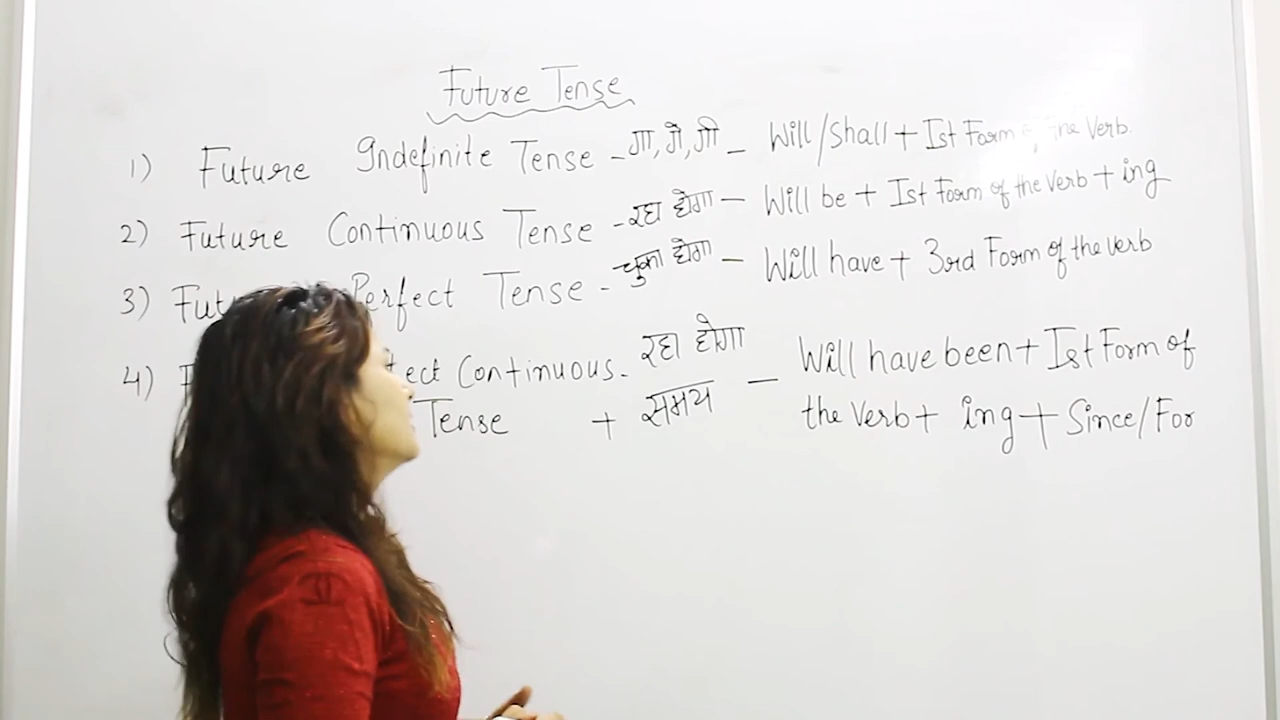 Future Tense
1) Future Indefinite Tense - गा, गे, गी - Will/Shall + Ist Form the Verb.
2) Future Continuous Tense - रहा होगा - Will be + Ist Form of the Verb + ing
3) Perfect Tense - चुका होगा - Will have + 3rd Form of the verb
4) Continuous - रहा होगा - Will have been + Ist Form of
Tense + समय the Verb + ing + Since/For